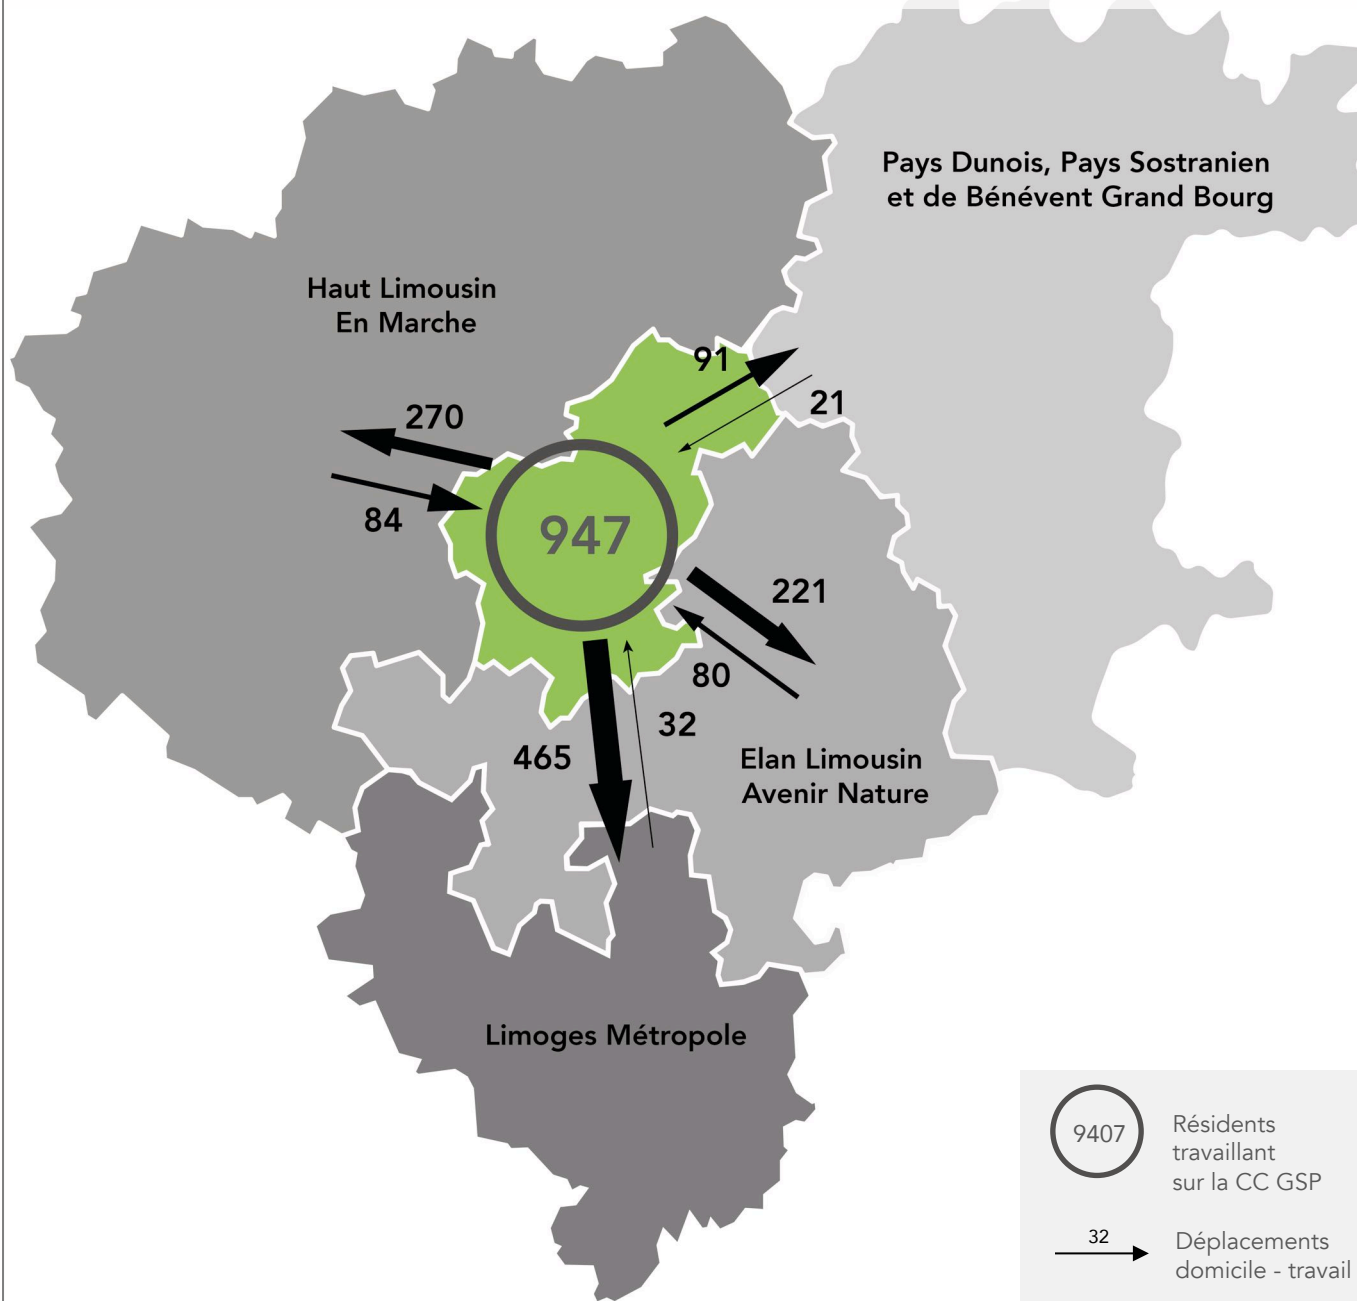 Pays Dunois, Pays Sostranien
et de Bénévent Grand Bourg
Haut Limousin
En Marche
91
21
270
84
947
221
80
32
465
Elan Limousin
Avenir Nature
Limoges Métropole
9407
Résidents
travaillant
sur la CC GSP
32
Déplacements
domicile - travail